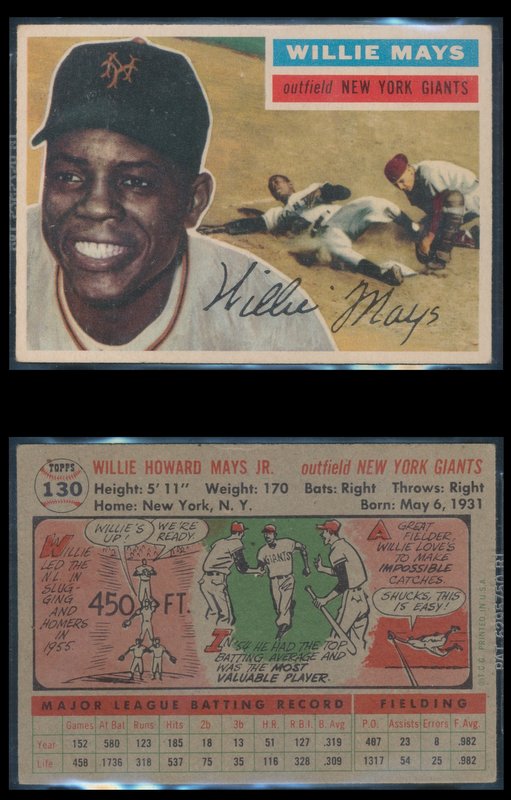 WILLIE MAYS
outfield NEW YORK GIANTS
Willie Mays
TOPPS
130
WILLIE HOWARD MAYS JR. outfield NEW YORK GIANTS
Height: 5' 11" Weight: 170 Bats: Right Throws: Right
Home: New York, N. Y. Born: May 6, 1931
WILLIE
LED THE
N.L. IN
SLUG-
GING
AND
HOMERS
IN
1955.
WILLIE'S
UP!
WE'RE
READY.
450 FT.
GIANTS
IN '54 HE HAD THE TOP
BATTING AVERAGE AND
WAS THE MOST
VALUABLE PLAYER.
A GREAT
FIELDER,
WILLIE LOVES
TO MAKE
IMPOSSIBLE
CATCHES.
SHUCKS, THIS
IS EASY!
© T.C.G. PRINTED IN U.S.A.
MAJOR LEAGUE BATTING RECORD FIELDING
Games At Bat Runs Hits 2b 3b H.R. R.B.I. B. Avg. P.O. Assists Errors F. Avg.
Year 152 580 123 185 18 13 51 127 .319 407 23 8 .982
Life 458 .1736 318 537 75 35 116 328 .309 1317 54 25 .982